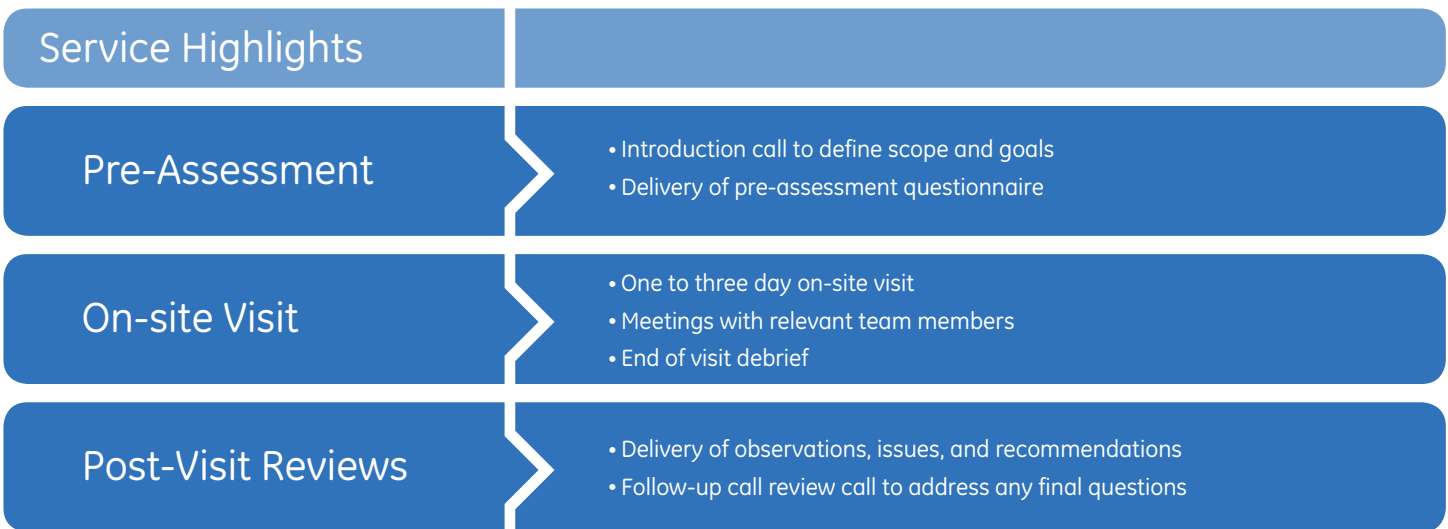 Service Highlights
Pre-Assessment
• Introduction call to define scope and goals
• Delivery of pre-assessment questionnaire
On-site Visit
• One to three day on-site visit
• Meetings with relevant team members
• End of visit debrief
Post-Visit Reviews
• Delivery of observations, issues, and recommendations
• Follow-up call review call to address any final questions